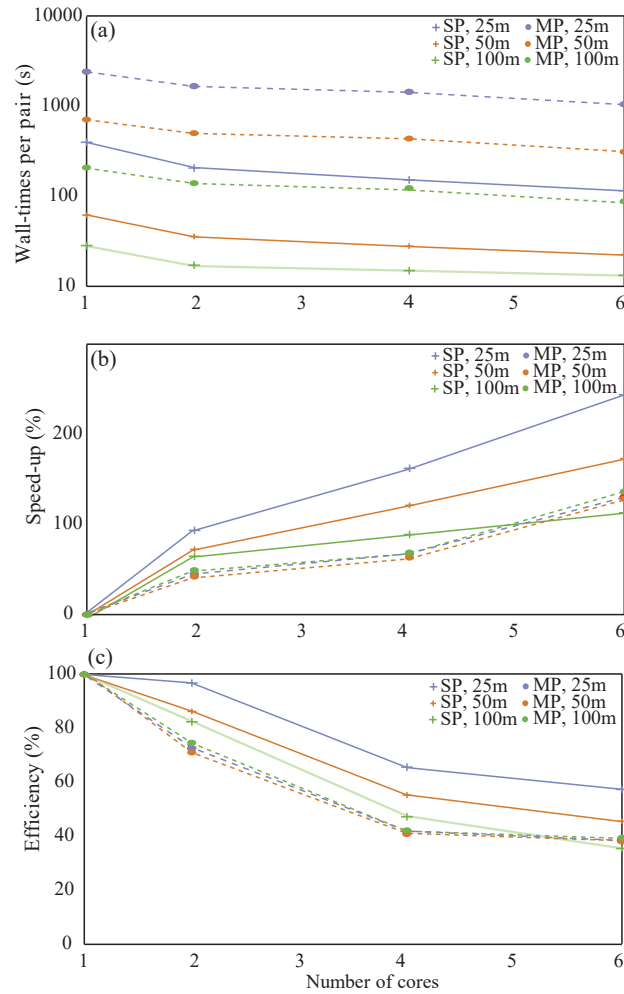 10000
(a)
SP, 25m MP, 25m
SP, 50m MP, 50m
SP, 100m MP, 100m
1000
100
10
Wall-times per pair (s)
1 2 3 4 5 6
(b)
SP, 25m MP, 25m
SP, 50m MP, 50m
SP, 100m MP, 100m
200
100
0
Speed-up (%)
1 2 3 4 5 6
(c)
100
SP, 25m MP, 25m
SP, 50m MP, 50m
SP, 100m MP, 100m
80
60
40
20
0
Efficiency (%)
1 2 3 4 5 6
Number of cores